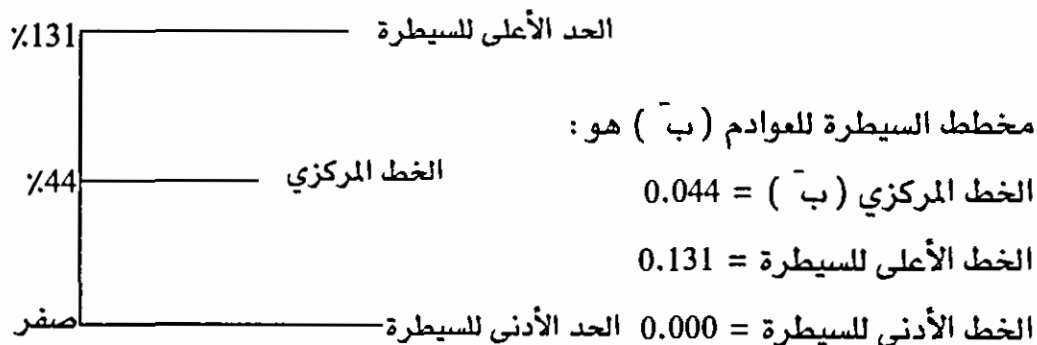 ٪131 الحد الأعلى للسيطرة
مخطط السيطرة للعوادم ( ب¯ ) هو :
٪44 الخط المركزي
الخط المركزي ( ب¯ ) = 0.044
الخط الأعلى للسيطرة = 0.131
الخط الأدنى للسيطرة = 0.000 الحد الأدنى للسيطرة صفر